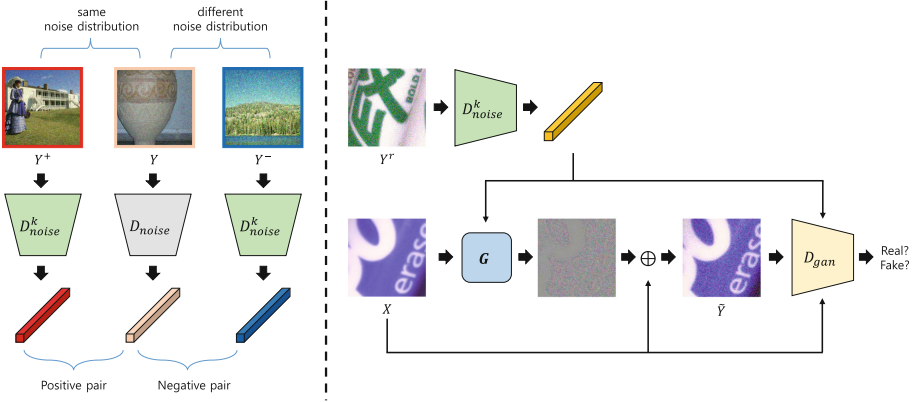 same
noise distribution
different
noise distribution
Y⁺
Y
Y⁻
D^k_noise
D_noise
D^k_noise
Positive pair
Negative pair
BOLD
Y^r
D^k_noise
erase
X
G
erase
Ỹ
D_gan
Real?
Fake?